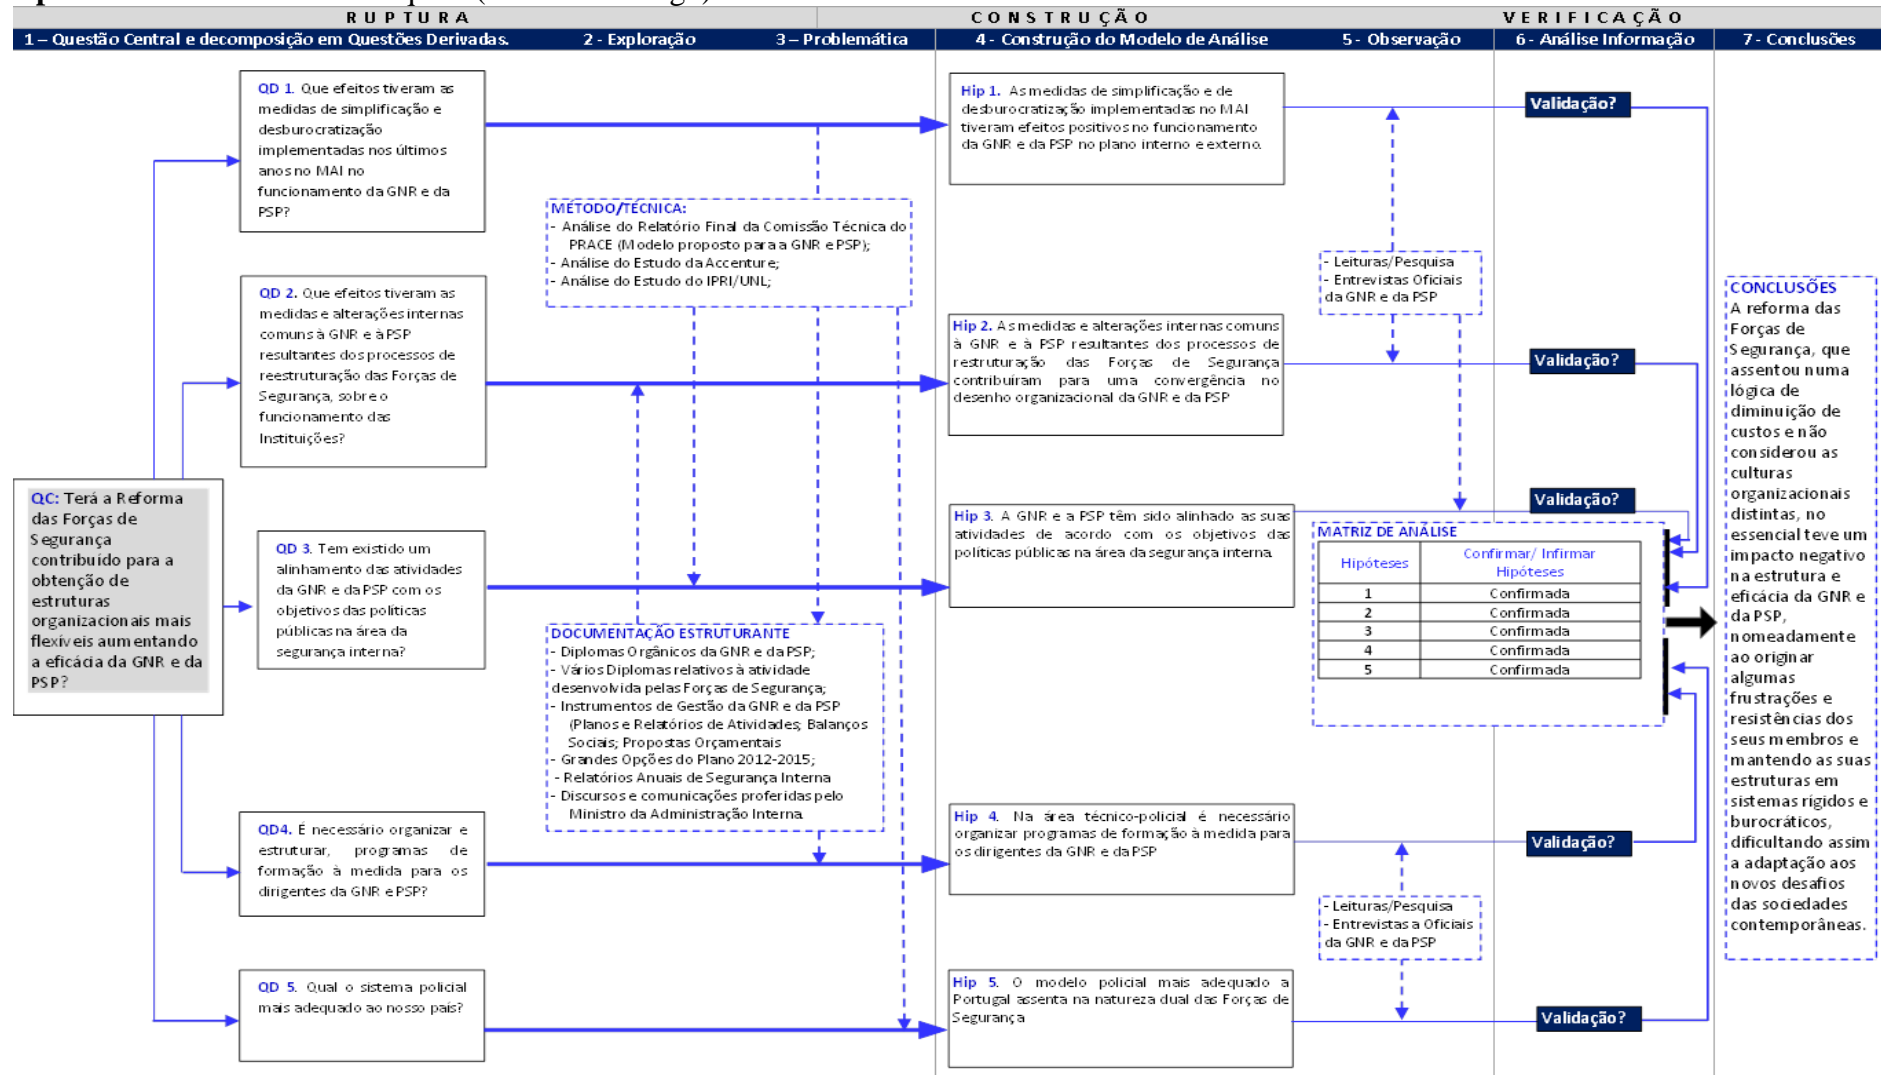 R U P T U R A
C O N S T R U Ç Ã O
V E R I F I C A Ç Ã O
1 – Questão Central e decomposição em Questões Derivadas.
2 - Exploração
3 – Problemática
4 - Construção do Modelo de Análise
5 - Observação
6 - Análise Informação
7 - Conclusões
QC: Terá a Reforma
das Forças de
Segurança
contribuído para a
obtenção de
estruturas
organizacionais mais
flexíveis aumentando
a eficácia da GNR e da
PSP?
QD 1. Que efeitos tiveram as
medidas de simplificação e
desburocratização
implementadas nos últimos
anos no MAI no
funcionamento da GNR e da
PSP?
QD 2. Que efeitos tiveram as
medidas e alterações internas
comuns à GNR e à PSP
resultantes dos processos de
reestruturação das Forças de
Segurança, sobre o
funcionamento das
Instituições?
QD 3. Tem existido um
alinhamento das atividades
da GNR e da PSP com os
objetivos das políticas
públicas na área da
segurança interna?
QD4. É necessário organizar e
estruturar, programas de
formação à medida para os
dirigentes da GNR e PSP?
QD 5. Qual o sistema policial
mais adequado ao nosso país?
MÉTODO/TÉCNICA:
- Análise do Relatório Final da Comissão Técnica do
PRACE (Modelo proposto para a GNR e PSP);
- Análise do Estudo da Accenture;
- Análise do Estudo do IPRI/UNL;
DOCUMENTAÇÃO ESTRUTURANTE
- Diplomas Orgânicos da GNR e da PSP;
- Vários Diplomas relativos à atividade
desenvolvida pelas Forças de Segurança;
- Instrumentos de Gestão da GNR e da PSP
(Planos e Relatórios de Atividades; Balanços
Sociais; Propostas Orçamentais
- Grandes Opções do Plano 2012-2015;
- Relatórios Anuais de Segurança Interna
- Discursos e comunicações proferidas pelo
Ministro da Administração Interna.
Hip 1. As medidas de simplificação e de
desburocratização implementadas no MAI
tiveram efeitos positivos no funcionamento
da GNR e da PSP no plano interno e externo.
Hip 2. As medidas e alterações internas comuns
à GNR e à PSP resultantes dos processos de
restruturação das Forças de Segurança
contribuíram para uma convergência no
desenho organizacional da GNR e da PSP
Hip 3. A GNR e a PSP têm sido alinhado as suas
atividades de acordo com os objetivos das
políticas públicas na área da segurança interna.
Hip 4. Na área técnico-policial é necessário
organizar programas de formação à medida para
os dirigentes da GNR e da PSP
Hip 5. O modelo policial mais adequado a
Portugal assenta na natureza dual das Forças de
Segurança
- Leituras/Pesquisa
- Entrevistas Oficiais
da GNR e da PSP
- Leituras/Pesquisa
- Entrevistas a Oficiais
da GNR e da PSP
Validação?
Validação?
Validação?
Validação?
Validação?
MATRIZ DE ANÁLISE
Hipóteses
Confirmar/ Infirmar
Hipóteses
1 Confirmada
2 Confirmada
3 Confirmada
4 Confirmada
5 Confirmada
CONCLUSÕES
A reforma das
Forças de
Segurança, que
assentou numa
lógica de
diminuição de
custos e não
considerou as
culturas
organizacionais
distintas, no
essencial teve um
impacto negativo
na estrutura e
eficácia da GNR e
da PSP,
nomeadamente
ao originar
algumas
frustrações e
resistências dos
seus membros e
mantendo as suas
estruturas em
sistemas rígidos e
burocráticos,
dificultando assim
a adaptação aos
novos desafios
das sociedades
contemporâneas.